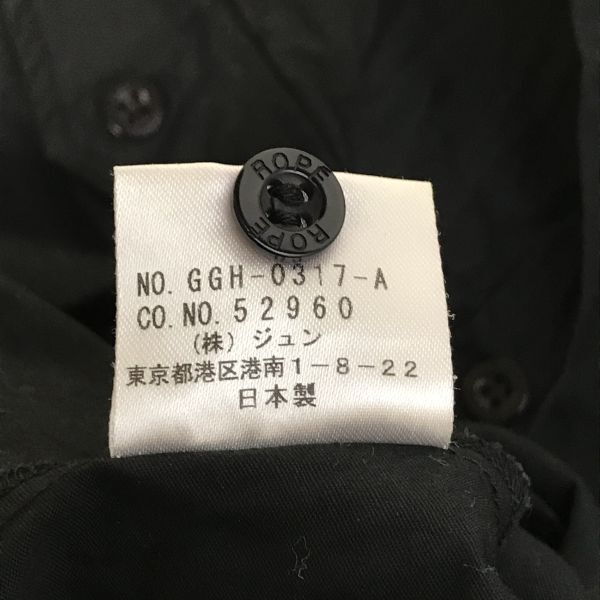 ROPE
ROPE
NO. GGH-0317-A
CO. NO. 52960
(株) ジュン
東京都港区港南1-8-22
日本製